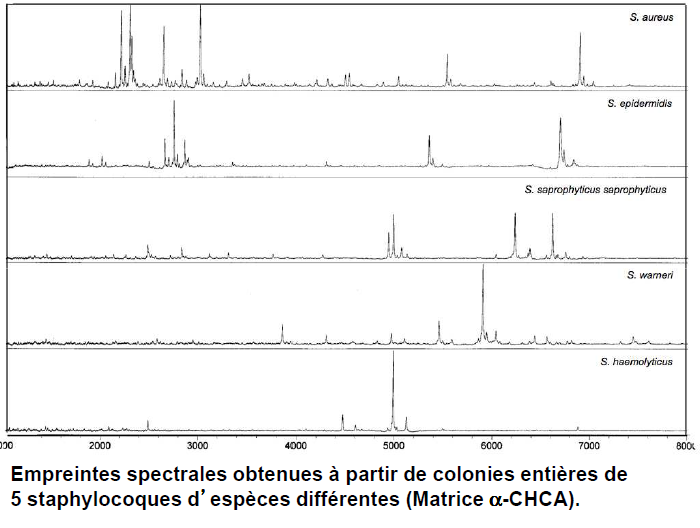 S. aureus
S. epidermidis
S. saprophyticus saprophyticus
S. warneri
S. haemolyticus
000 2000 3000 4000 5000 6000 7000 8000
Empreintes spectrales obtenues à partir de colonies entières de
5 staphylocoques d’espèces différentes (Matrice α-CHCA).